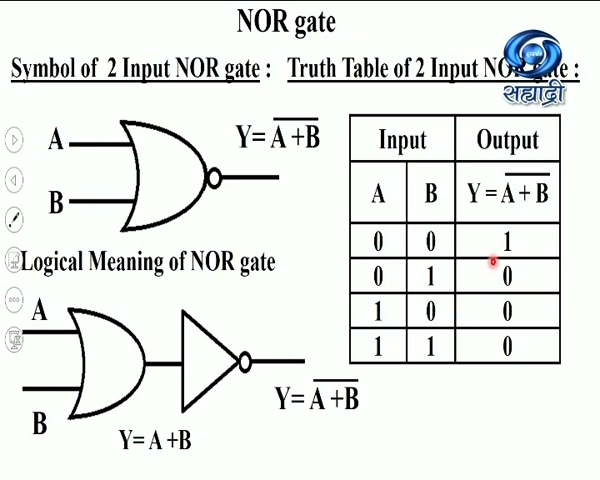 NOR gate
Symbol of 2 Input NOR gate : Truth Table of 2 Input NOR gate :
सह्याद्री
A
B
Y= A̅ ̅+̅B̅
Input Output
A B Y = A̅ ̅+̅ ̅B̅
0 0 1
0 1 0
1 0 0
1 1 0
Logical Meaning of NOR gate
A
B
Y= A +B
Y= A̅ ̅+̅B̅